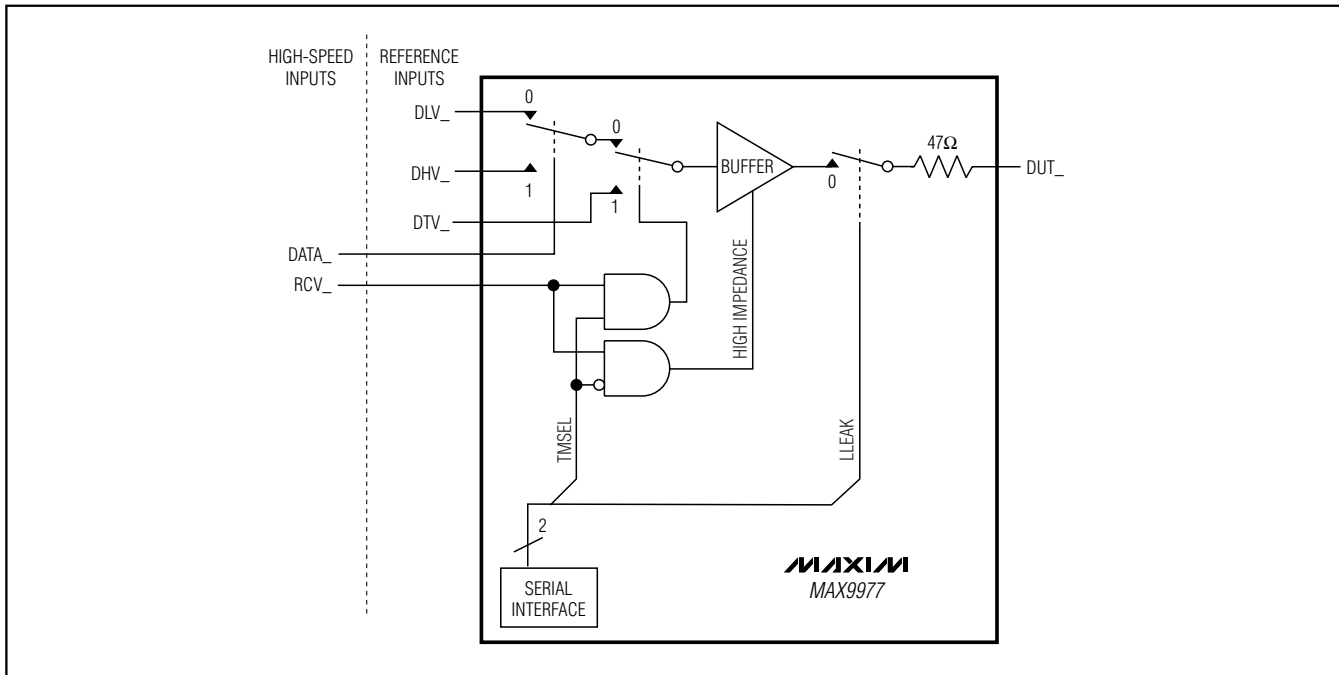 HIGH-SPEED
INPUTS
REFERENCE
INPUTS
DLV_
0
0
47Ω
DHV_
1
BUFFER
0
DUT_
DTV_
1
DATA_
RCV_
HIGH IMPEDANCE
TMSEL
LLEAK
2
SERIAL
INTERFACE
MAXIM
MAX9977